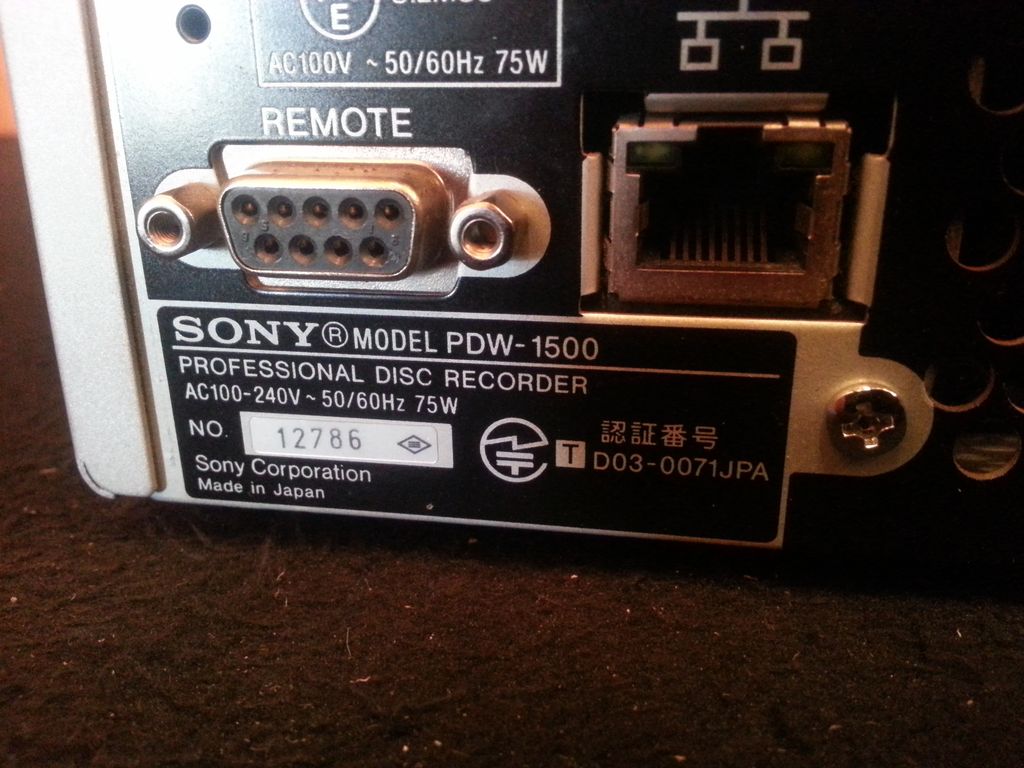 E
AC100V ~ 50/60Hz 75W
REMOTE
SONY® MODEL PDW-1500
PROFESSIONAL DISC RECORDER
AC100-240V ~ 50/60Hz 75W
NO. 12786
Sony Corporation
Made in Japan
T 認証番号
D03-0071JPA